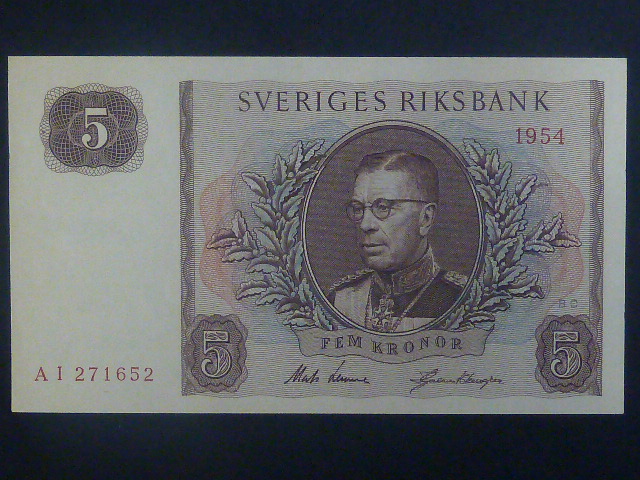 SVERIGES RIKSBANK
5
1954
BC
FEM KRONOR
5
5
A I 271652